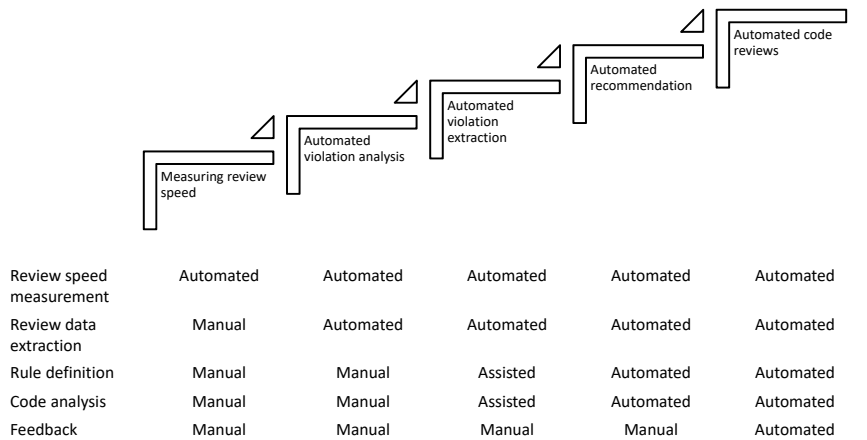 Automated code
reviews
Automated
recommendation
Automated
violation
extraction
Automated
violation analysis
Measuring review
speed
Review speed
measurement
Automated Automated Automated Automated Automated
Review data
extraction
Manual Automated Automated Automated Automated
Rule definition Manual Manual Assisted Automated Automated
Code analysis Manual Manual Assisted Automated Automated
Feedback Manual Manual Manual Manual Automated